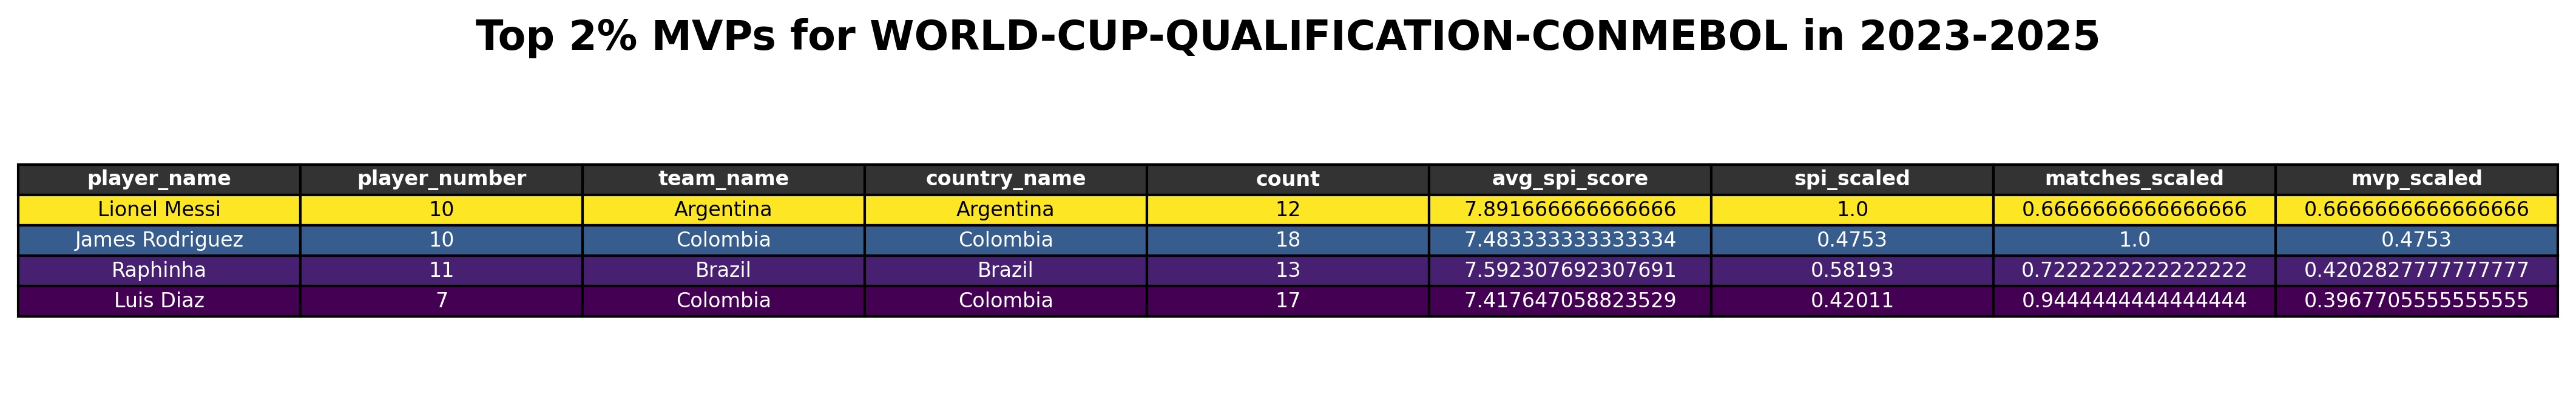 Top 2% MVPs for WORLD-CUP-QUALIFICATION-CONMEBOL in 2023-2025
player_name player_number team_name country_name count avg_spi_score spi_scaled matches_scaled mvp_scaled
Lionel Messi 10 Argentina Argentina 12 7.891666666666666 1.0 0.6666666666666666 0.6666666666666666
James Rodriguez 10 Colombia Colombia 18 7.483333333333334 0.4753 1.0 0.4753
Raphinha 11 Brazil Brazil 13 7.592307692307691 0.58193 0.7222222222222222 0.4202827777777777
Luis Diaz 7 Colombia Colombia 17 7.417647058823529 0.42011 0.9444444444444444 0.3967705555555555